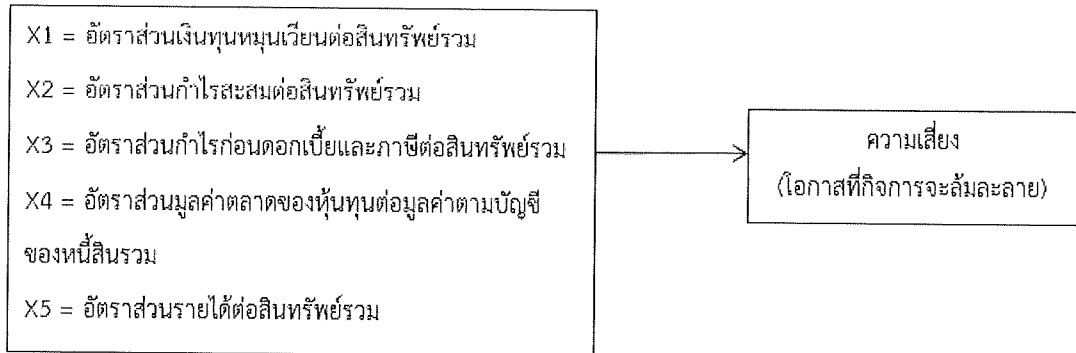 X1 = อัตราส่วนเงินทุนหมุนเวียนต่อสินทรัพย์รวม
X2 = อัตราส่วนกำไรสะสมต่อสินทรัพย์รวม
X3 = อัตราส่วนกำไรก่อนดอกเบี้ยและภาษีต่อสินทรัพย์รวม
X4 = อัตราส่วนมูลค่าตลาดของหุ้นทุนต่อมูลค่าตามบัญชี
ของหนี้สินรวม
X5 = อัตราส่วนรายได้ต่อสินทรัพย์รวม
ความเสี่ยง
(โอกาสที่กิจการจะล้มละลาย)